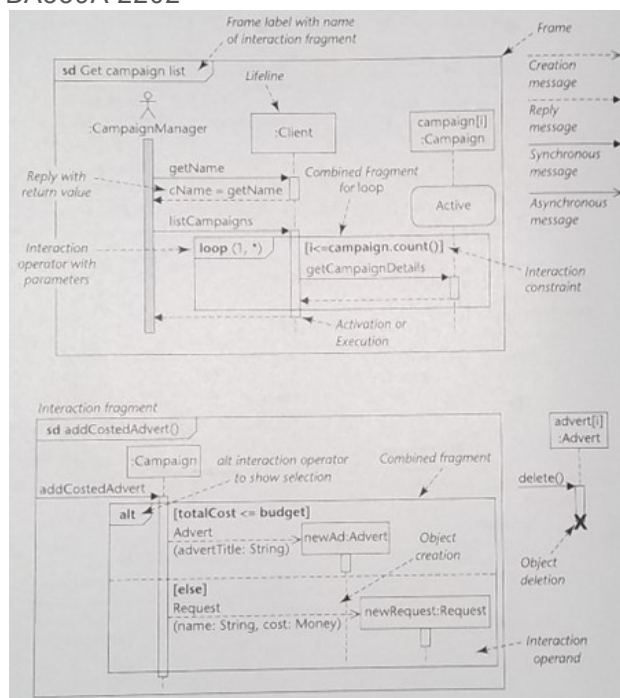 Frame label with name
of interaction fragment
Frame
sd Get campaign list
Lifeline
Creation
message
:CampaignManager
:Client
campaign[i]
:Campaign
Reply
message
getName
Combined Fragment
for loop
Synchronous
message
Reply with
return value
cName = getName
Active
Asynchronous
message
listCampaigns
Interaction
operator with
parameters
loop (1, *)
[i<=campaign.count()]
getCampaignDetails
Interaction
constraint
Activation or
Execution
Interaction fragment
sd addCostedAdvert()
advert[i]
:Advert
:Campaign
alt interaction operator
to show selection
Combined fragment
addCostedAdvert
delete()
alt
[totalCost <= budget]
Advert
(advertTitle: String)
newAd:Advert
Object
creation
Object
deletion
[else]
Request
(name: String, cost: Money)
newRequest:Request
Interaction
operand